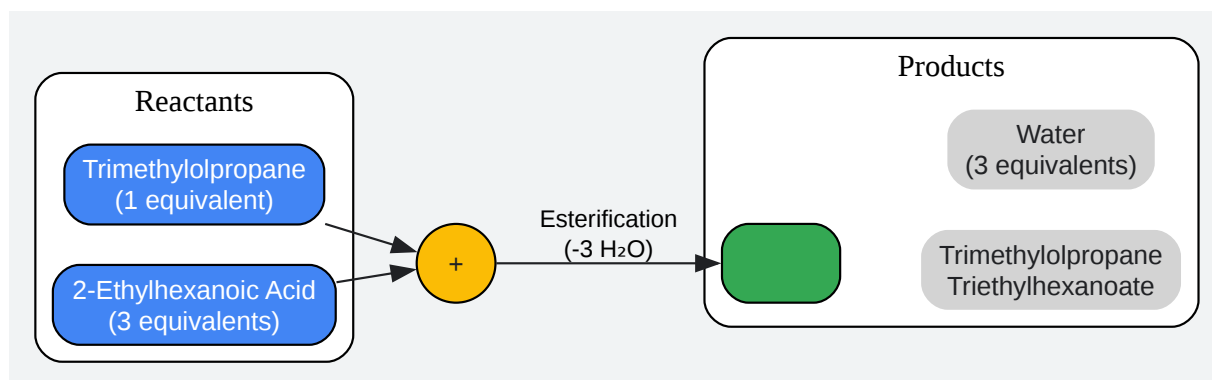 Reactants
Trimethylolpropane
(1 equivalent)
2-Ethylhexanoic Acid
(3 equivalents)
+
Esterification
(-3 H₂O)
Products
Water
(3 equivalents)
Trimethylolpropane
Triethylhexanoate